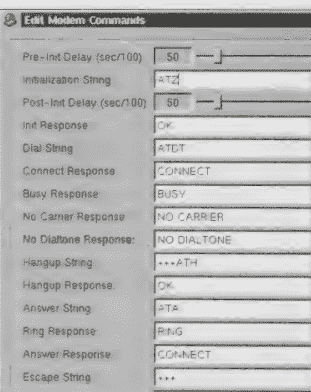 Edit Modem Commands
Pre-Init Delay (sec/100) 50
Initialization String ATZ
Post-Init Delay (sec/100) 50
Init Response OK
Dial String ATDT
Connect Response CONNECT
Busy Response BUSY
No Carrier Response NO CARRIER
No Dialtone Response: NO DIALTONE
Hangup String +++ATH
Hangup Response OK
Answer String ATA
Ring Response RING
Answer Response CONNECT
Escape String +++